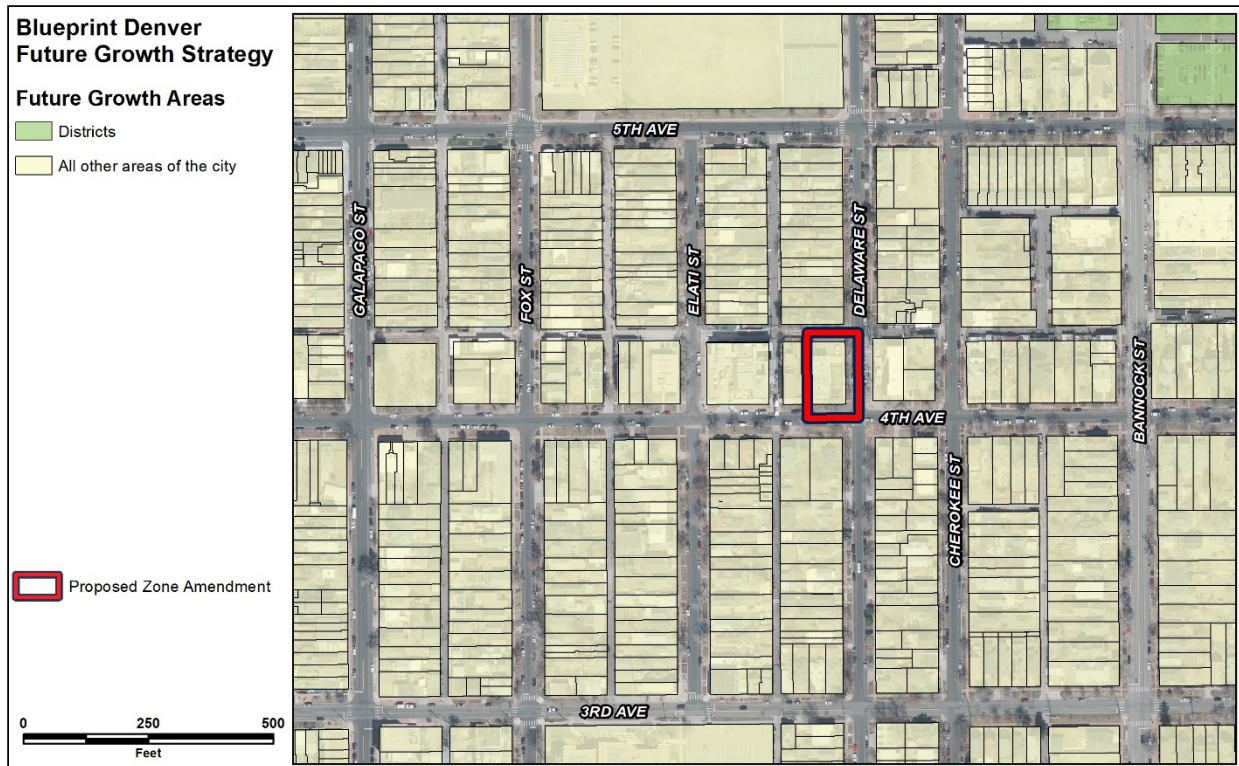 Blueprint Denver
Future Growth Strategy
Future Growth Areas
Districts
All other areas of the city
Proposed Zone Amendment
0 250 500
Feet
5TH AVE
GALAPAGO ST
FOX ST
ELATI ST
DELAWARE ST
BANNOCK ST
4TH AVE
CHEROKEE ST
3RD AVE